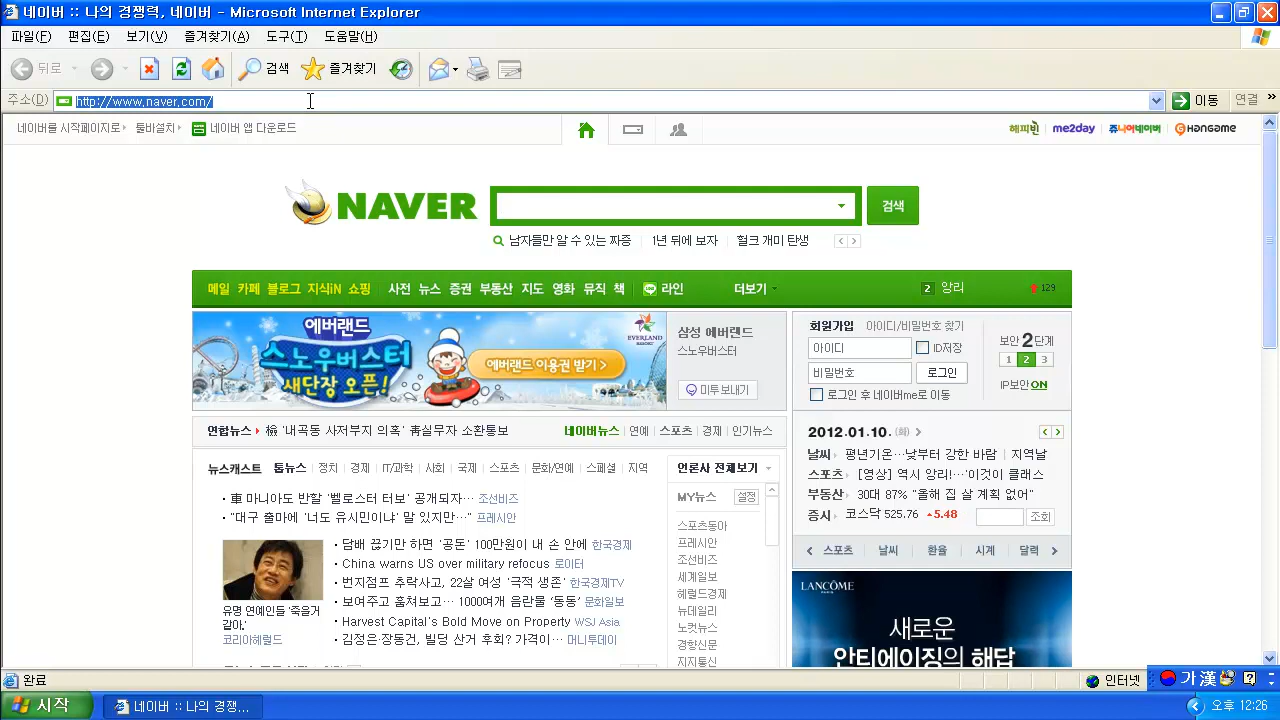 네이버 :: 나의 경쟁력, 네이버 - Microsoft Internet Explorer
파일(F) 편집(E) 보기(V) 즐겨찾기(A) 도구(T) 도움말(H)
뒤로 검색 즐겨찾기
주소(D) http://www.naver.com/ 이동 연결 »
네이버를 시작페이지로 툴바설치 네이버 앱 다운로드 해피빈 me2day 쥬니어네이버 HANGAME
NAVER 검색
남자들만 알 수 있는 짜증 1년 뒤에 보자 헐크 개미 탄생
메일 카페 블로그 지식iN 쇼핑 사전 뉴스 증권 부동산 지도 영화 뮤직 책 라인 더보기 2 앙리 129
에버랜드
스노우버스터
새단장 오픈!
에버랜드 이용권 받기 >
EVERLAND
RESORT
삼성 에버랜드
스노우버스터
미투보내기
회원가입 아이디/비밀번호 찾기
아이디 ID저장
비밀번호 로그인
로그인 후 네이버me로 이동
보안 2단계
1 2 3
IP보안 ON
연합뉴스 檢 '내곡동 사저부지 의혹' 靑실무자 소환통보 네이버뉴스 연예 스포츠 경제 인기뉴스
뉴스캐스트 톱뉴스 정치 경제 IT/과학 사회 국제 스포츠 문화/연예 스페셜 지역
· 車 마니아도 반할 '벨로스터 터보' 공개되자… 조선비즈
· "대구 출마에 '너도 유시민이냐' 말 있지만…" 프레시안
유명 연예인들 '죽을거
같아,'
코리아헤럴드
· 담배 끊기만 하면 '공돈' 100만원이 내 손 안에 한국경제
· China warns US over military refocus 로이터
· 번지점프 추락사고, 22살 여성 '극적 생존' 한국경제TV
· 보여주고 훔쳐보고… 1000여개 음란물 '둥둥' 문화일보
· Harvest Capital's Bold Move on Property WSJ Asia
· 김정은·장동건, 빌딩 산거 후회? 가격이… 머니투데이
언론사 전체보기
MY뉴스 설정
스포츠동아
프레시안
조선비즈
세계일보
헤럴드경제
뉴데일리
노컷뉴스
경향신문
지지통신
2012.01.10. (화)
날씨 평년기온…낮부터 강한 바람 지역날
스포츠 [영상] 역시 앙리!…'이것이 클래스
부동산 30대 87% "올해 집 살 계획 없어"
증시 코스닥 525.76 5.48 조회
스포츠 날씨 환율 시계 달력
LANCÔME
PARIS
새로운
안티에이징의 해답
완료 인터넷 가 漢
시작 네이버 :: 나의 경쟁... 오후 12:26